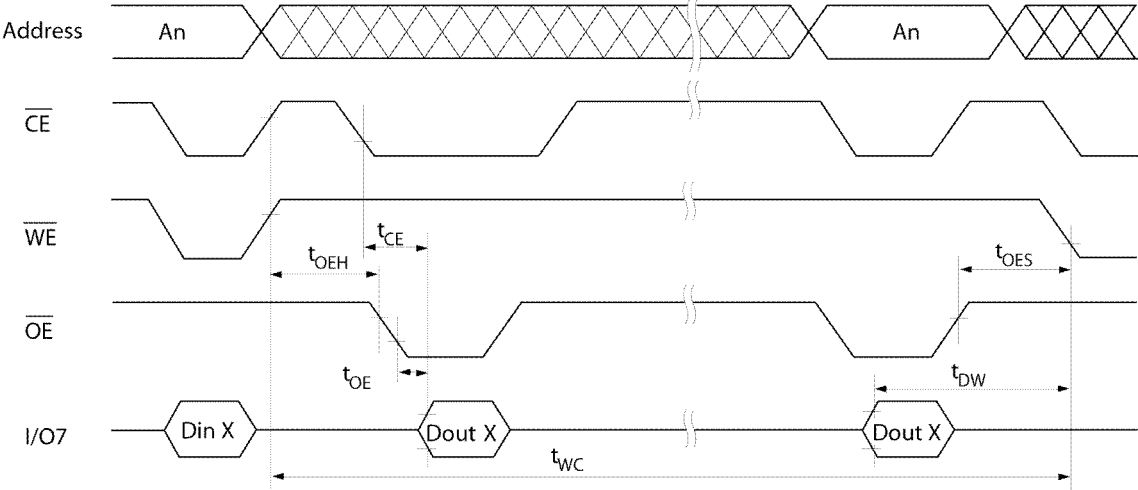 Address An An
CE
WE
tCE
tOEH tOES
OE
tOE tDW
I/O7 Din X Dout X Dout X
tWC